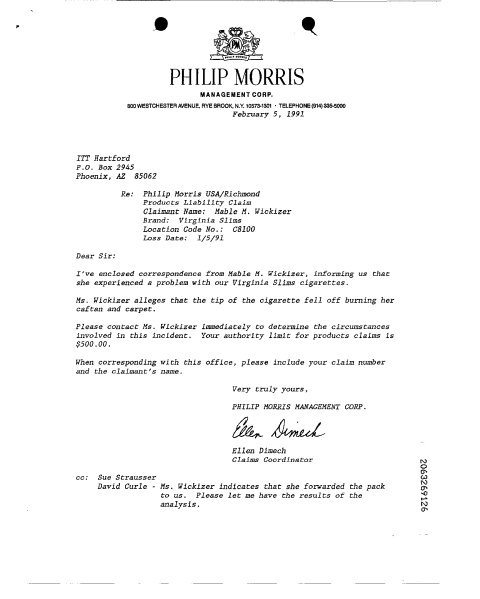 PM
PHILIP MORRIS
MANAGEMENT CORP.
800 WESTCHESTER AVENUE, RYE BROOK, N.Y. 10573-1301 · TELEPHONE (914) 335-5000
February 5, 1991
ITT Hartford
P.O. Box 2945
Phoenix, AZ 85062
Re: Philip Morris USA/Richmond
Products Liability Claim
Claimant Name: Mable M. Wickizer
Brand: Virginia Slims
Location Code No.: C8100
Loss Date: 1/5/91
Dear Sir:
I've enclosed correspondence from Mable M. Wickizer, informing us that
she experienced a problem with our Virginia Slims cigarettes.
Ms. Wickizer alleges that the tip of the cigarette fell off burning her
caftan and carpet.
Please contact Ms. Wickizer immediately to determine the circumstances
involved in this incident. Your authority limit for products claims is
$500.00.
When corresponding with this office, please include your claim number
and the claimant's name.
Very truly yours,
PHILIP MORRIS MANAGEMENT CORP.
Ellen Dimech
Ellen Dimech
Claims Coordinator
cc: Sue Strausser
David Curle - Ms. Wickizer indicates that she forwarded the pack
to us. Please let me have the results of the
analysis.
2063269126